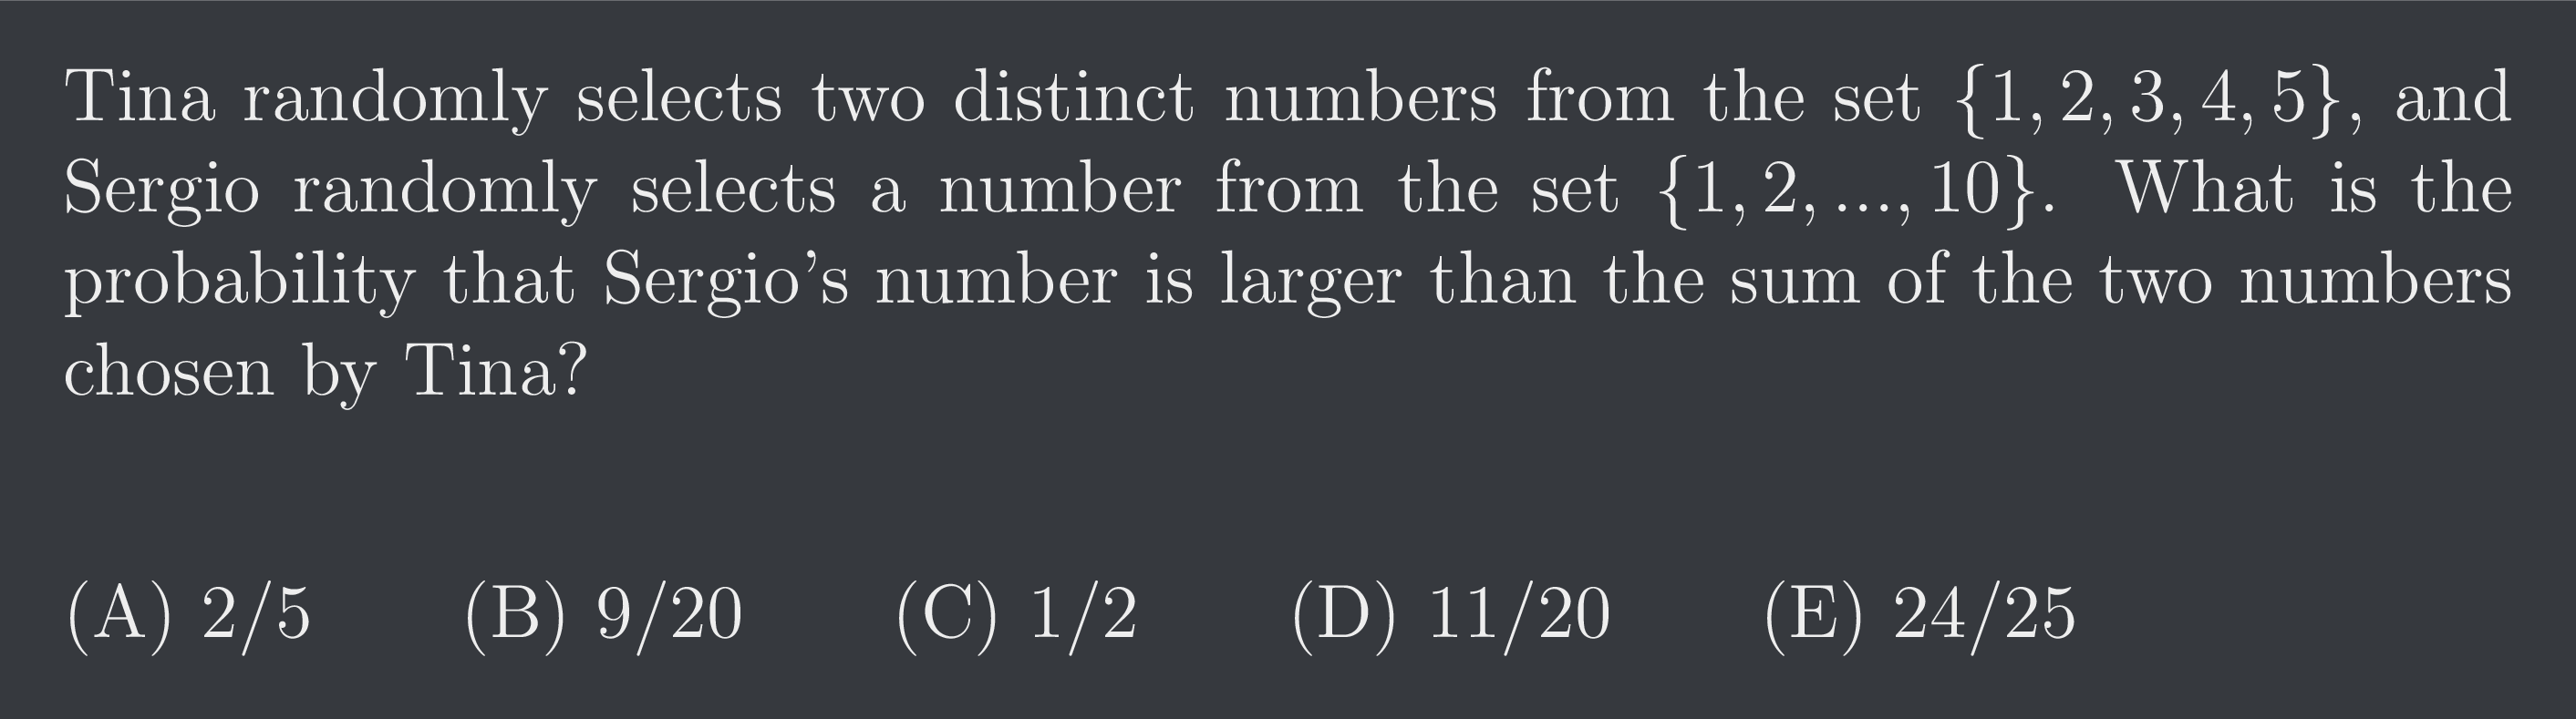 Tina randomly selects two distinct numbers from the set {1, 2, 3, 4, 5}, and
Sergio randomly selects a number from the set {1, 2, ..., 10}. What is the
probability that Sergio's number is larger than the sum of the two numbers
chosen by Tina?
(A) 2/5 (B) 9/20 (C) 1/2 (D) 11/20 (E) 24/25